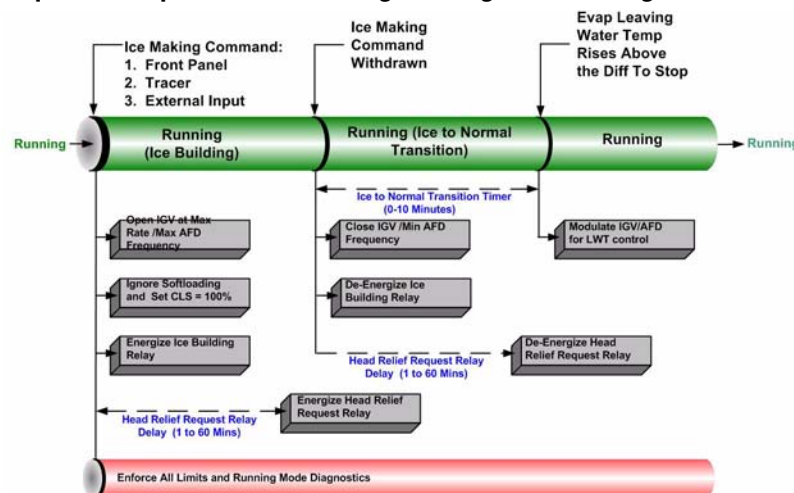 Ice Making Command:
1. Front Panel
2. Tracer
3. External Input
Ice Making
Command
Withdrawn
Evap Leaving
Water Temp
Rises Above
the Diff To Stop
Running
Running
(Ice Building)
Running (Ice to Normal
Transition)
Running
Running
Ice to Normal Transition Timer
(0-10 Minutes)
Open IGV at Max
Rate /Max AFD
Frequency
Close IGV /Min AFD
Frequency
Modulate IGV/AFD
for LWT control
Ignore Softloading
and Set CLS = 100%
De-Energize Ice
Building Relay
Energize Ice Building
Relay
Head Relief Request Relay
Delay (1 to 60 Mins)
De-Energize Head
Relief Request Relay
Head Relief Request Relay
Delay (1 to 60 Mins)
Energize Head Relief
Request Relay
Enforce All Limits and Running Mode Diagnostics